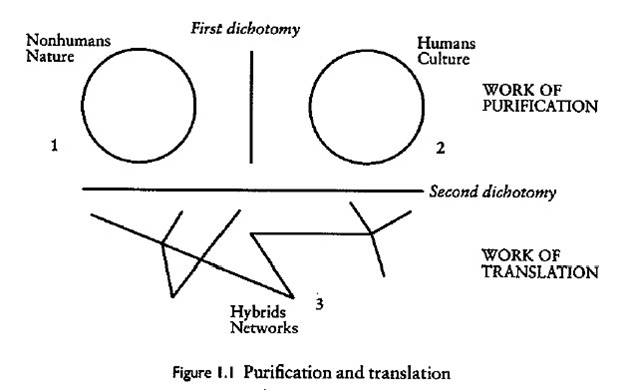 First dichotomy
Nonhumans
Nature
Humans
Culture
WORK OF
PURIFICATION
1
2
Second dichotomy
WORK OF
TRANSLATION
3
Hybrids
Networks
Figure 1.1 Purification and translation